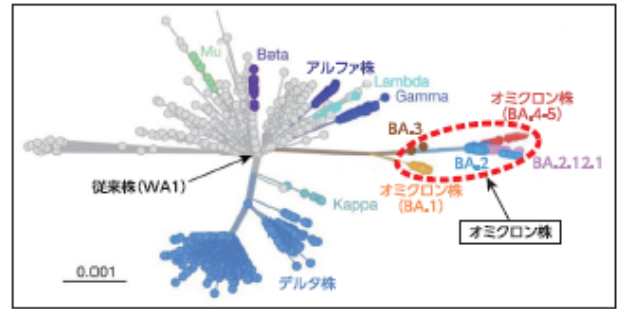 Mu
Beta
アルファ株
Lambda
Gamma
オミクロン株
(BA.4-5)
BA.3
BA.2
BA.2.12.1
従来株(WA1)
オミクロン株
(BA.1)
Kappa
オミクロン株
デルタ株
0.001